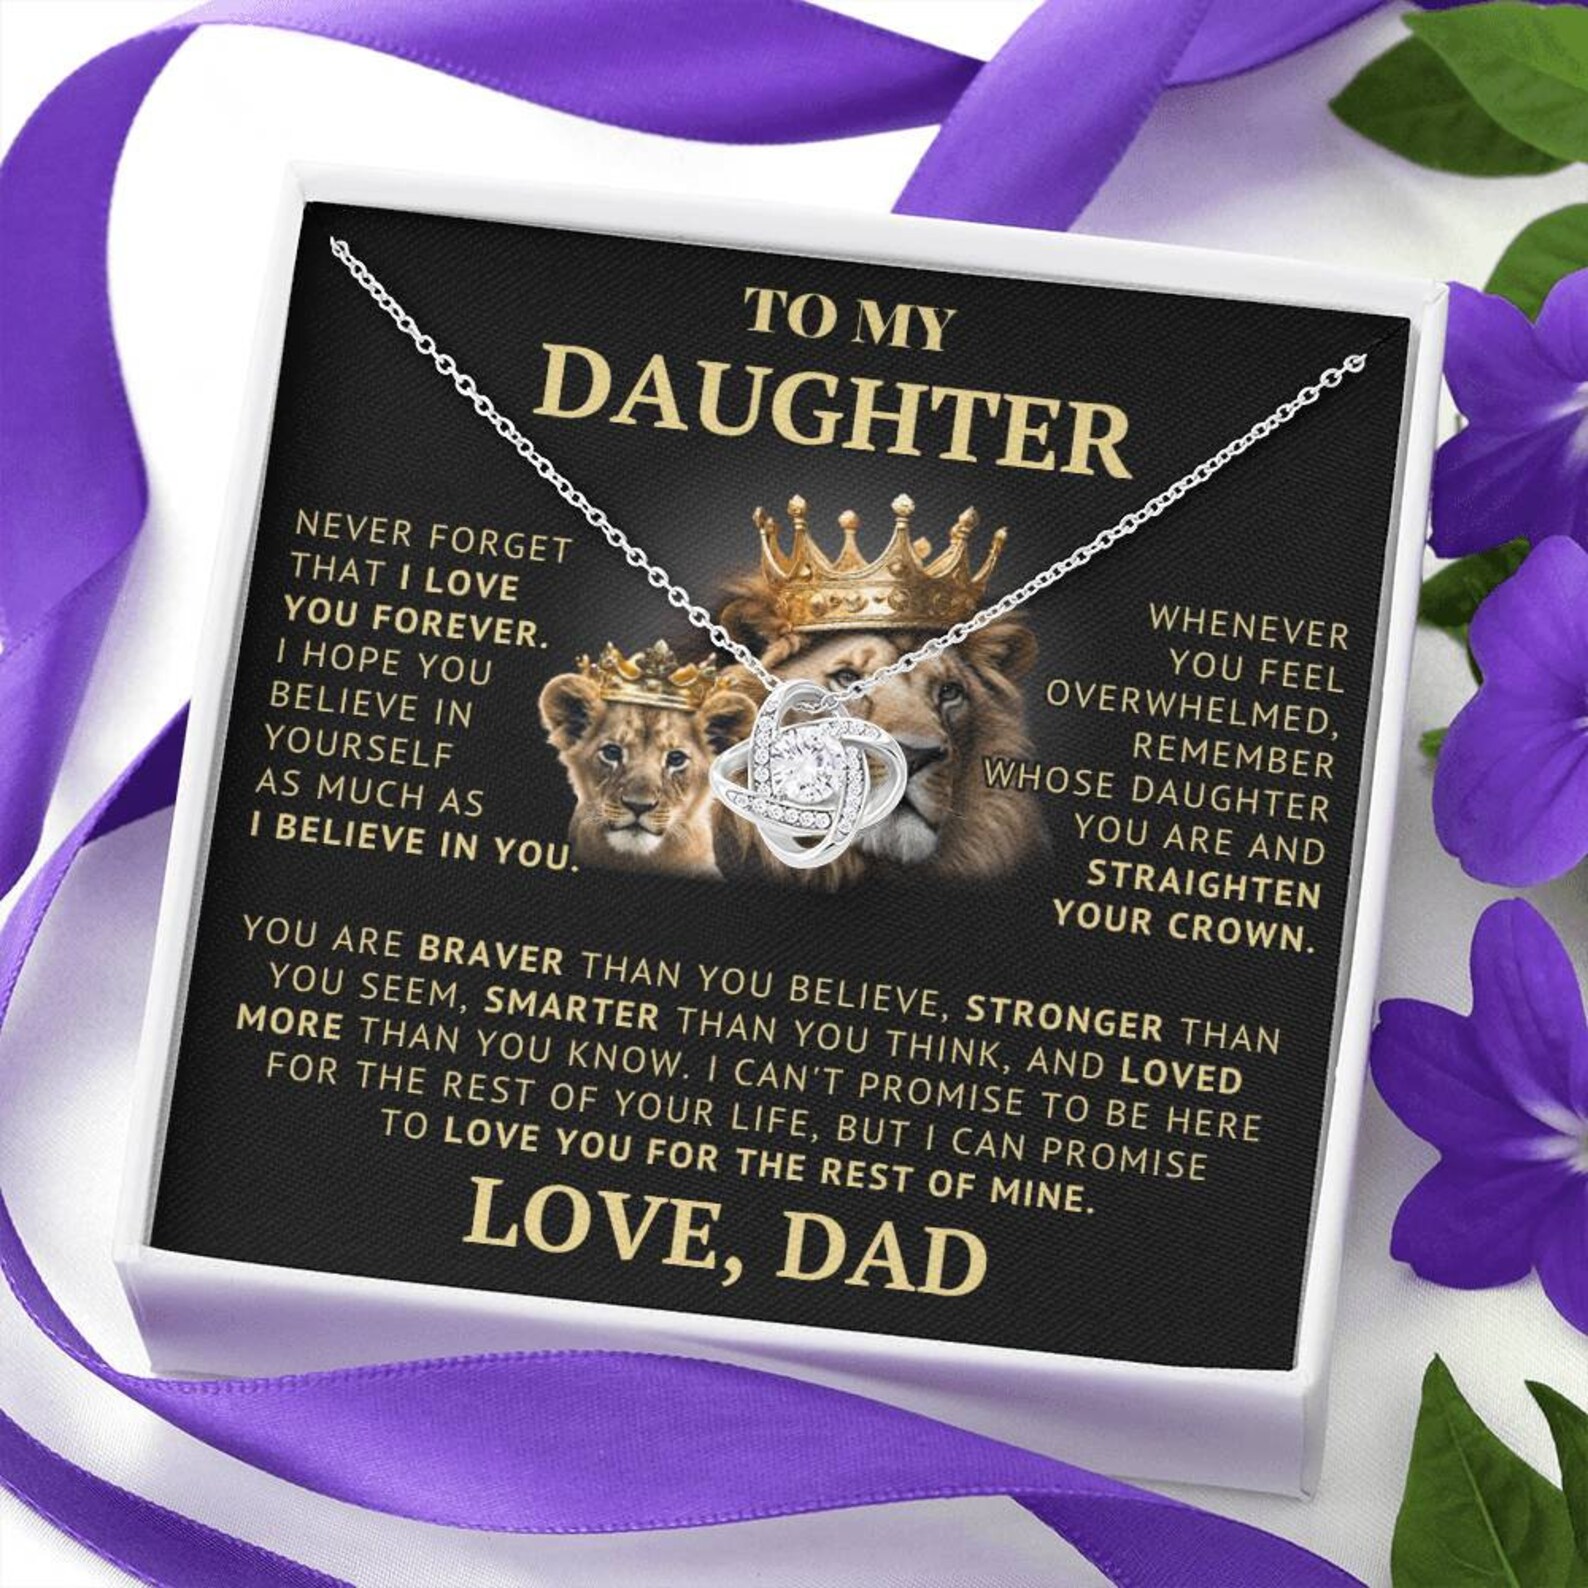 TO MY
DAUGHTER
NEVER FORGET
THAT I LOVE
YOU FOREVER.
I HOPE YOU
BELIEVE IN
YOURSELF
AS MUCH AS
I BELIEVE IN YOU.
WHENEVER
YOU FEEL
OVERWHELMED,
REMEMBER
WHOSE DAUGHTER
YOU ARE AND
STRAIGHTEN
YOUR CROWN.
YOU ARE BRAVER THAN YOU BELIEVE, STRONGER THAN
YOU SEEM, SMARTER THAN YOU THINK, AND LOVED
MORE THAN YOU KNOW. I CAN'T PROMISE TO BE HERE
FOR THE REST OF YOUR LIFE, BUT I CAN PROMISE
TO LOVE YOU FOR THE REST OF MINE.
LOVE, DAD